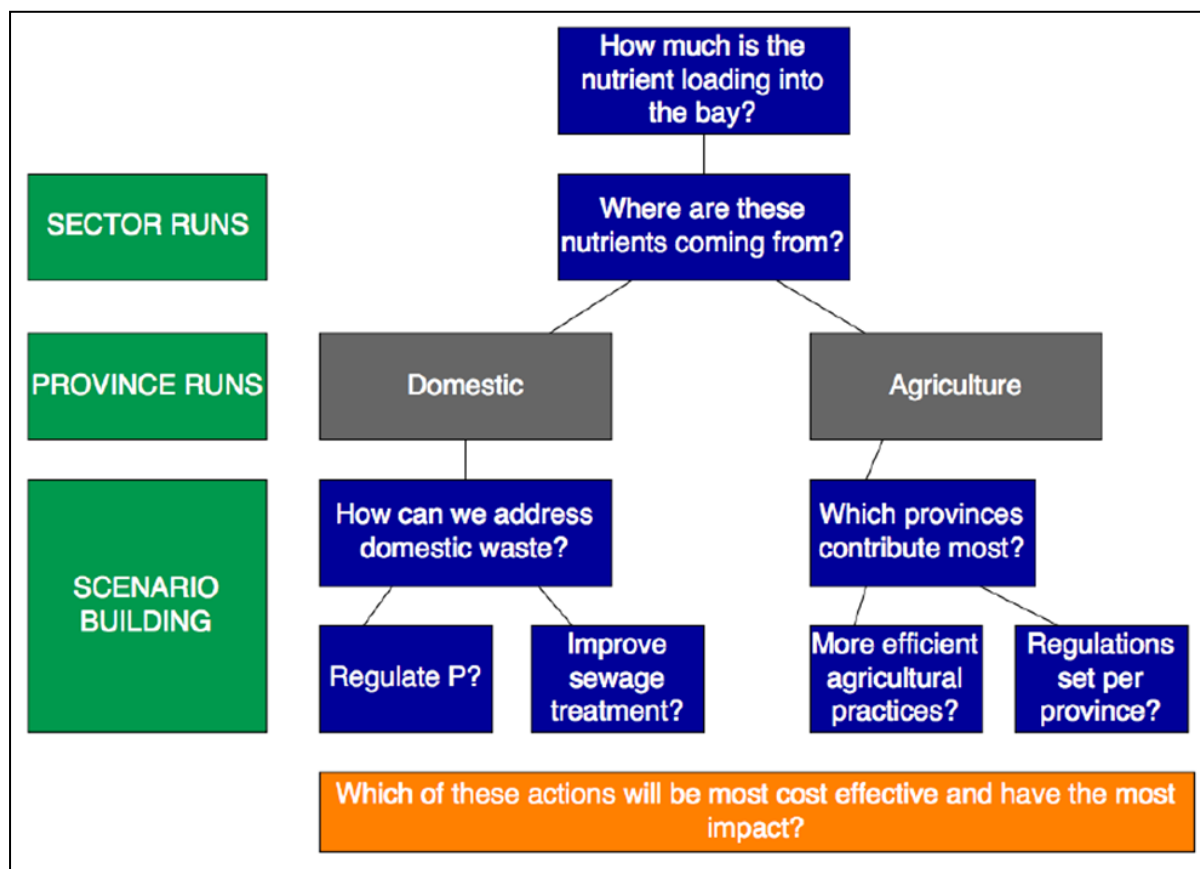 How much is the
nutrient loading into
the bay?
SECTOR RUNS
Where are these
nutrients coming from?
PROVINCE RUNS
Domestic
Agriculture
SCENARIO
BUILDING
How can we address
domestic waste?
Which provinces
contribute most?
Regulate P?
Improve
sewage
treatment?
More efficient
agricultural
practices?
Regulations
set per
province?
Which of these actions will be most cost effective and have the most
impact?